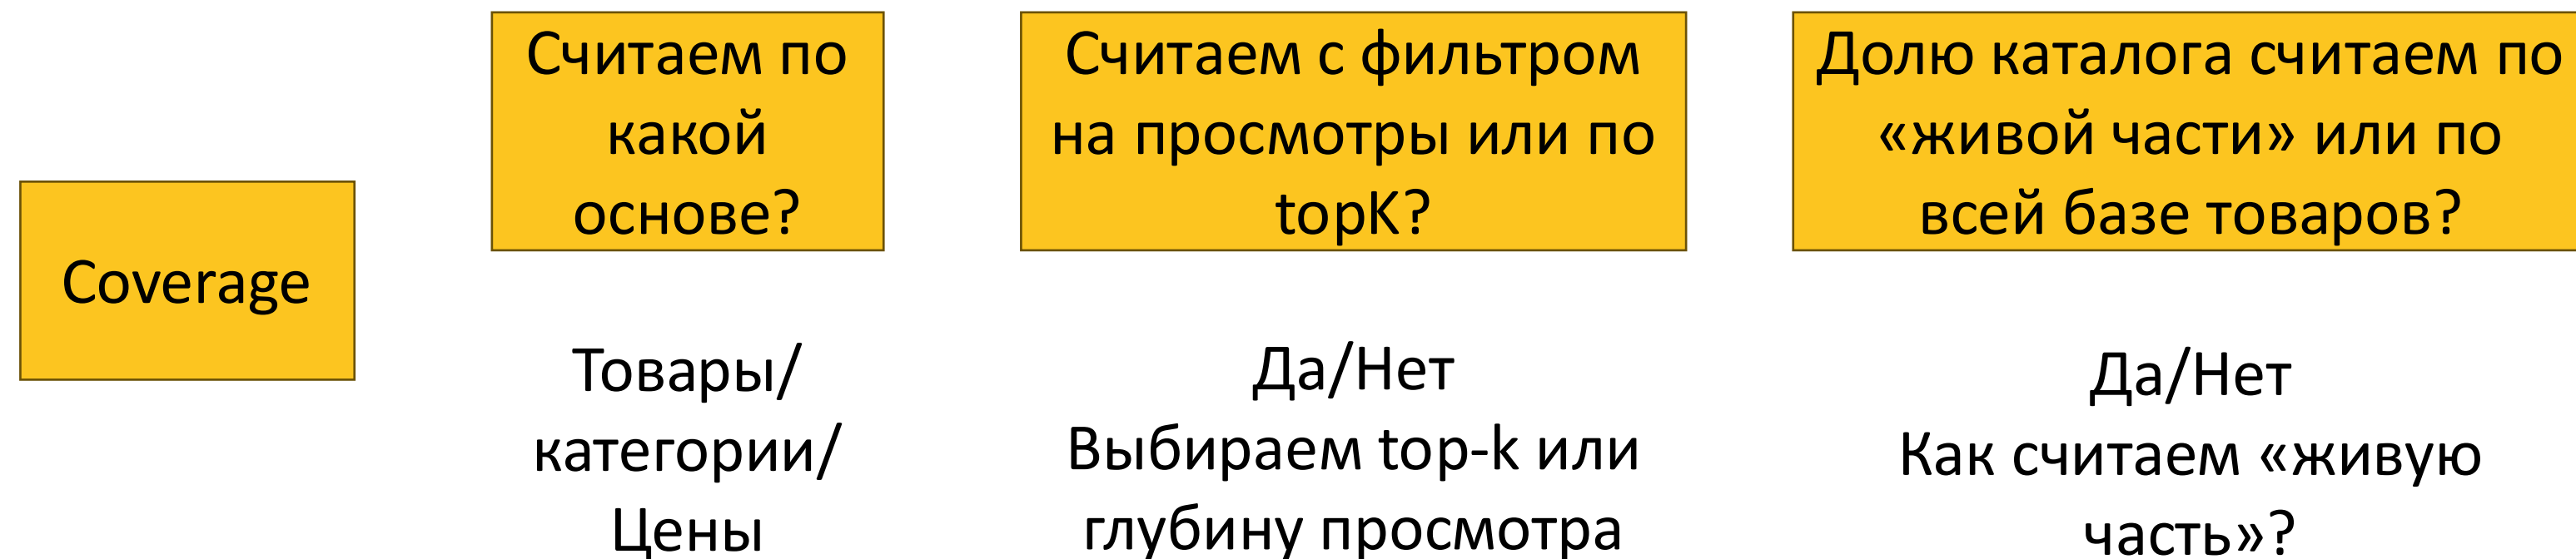 Coverage
Считаем по
какой
основе?
Товары/
категории/
Цены
Считаем с фильтром
на просмотры или по
topK?
Да/Нет
Выбираем top-k или
глубину просмотра
Долю каталога считаем по
«живой части» или по
всей базе товаров?
Да/Нет
Как считаем «живую
часть»?